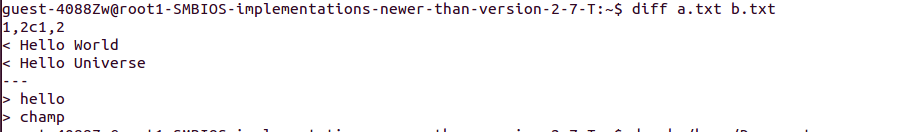 guest-4088Zw@root1-SMBIOS-implementations-newer-than-version-2-7-T:~$ diff a.txt b.txt
1,2c1,2
< Hello World
< Hello Universe
---
> hello
> champ